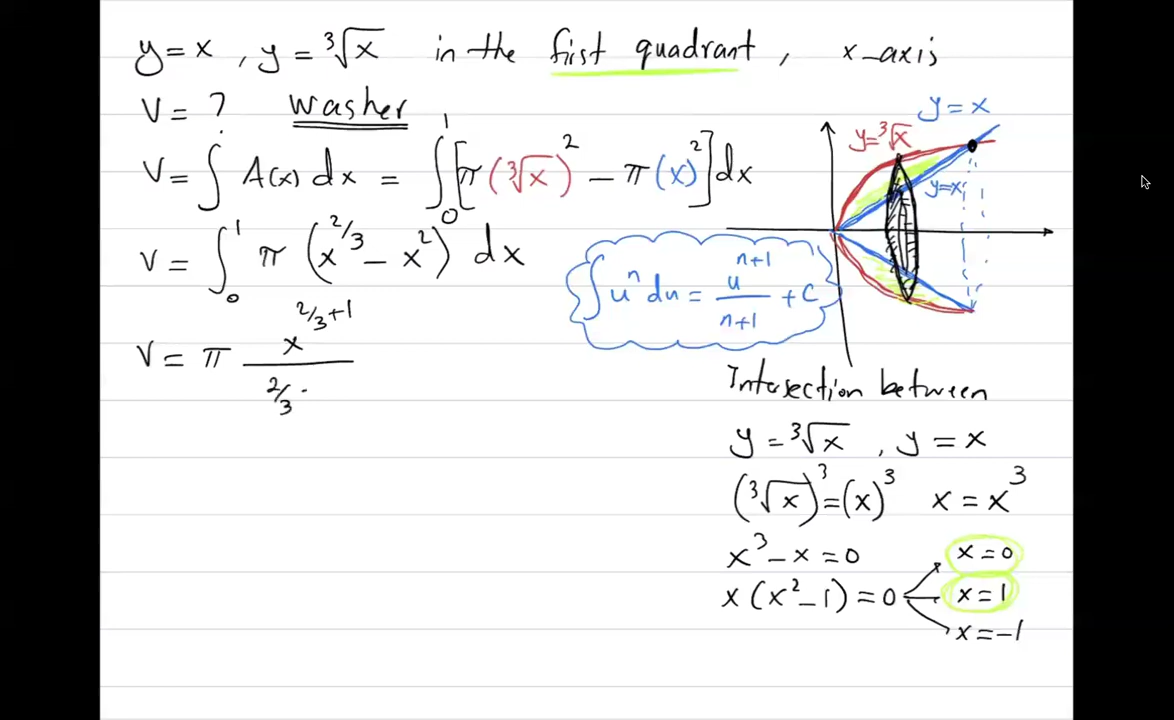 y = x , y = ∛x in the first quadrant , x-axis
V = ? Washer
V = ∫ A(x) dx = ∫₀¹ [π (∛x)² − π (x)²] dx
V = ∫₀¹ π (x^2/3 − x²) dx
V = π x^2/3+1
2/3
y = x
y = ∛x
y = x
∫ uⁿ du = u^n+1 / n+1 + C
Intersection between
y = ∛x , y = x
(∛x)³ = (x)³ x = x³
x³ − x = 0
x (x² − 1) = 0
x = 0
x = 1
x = −1